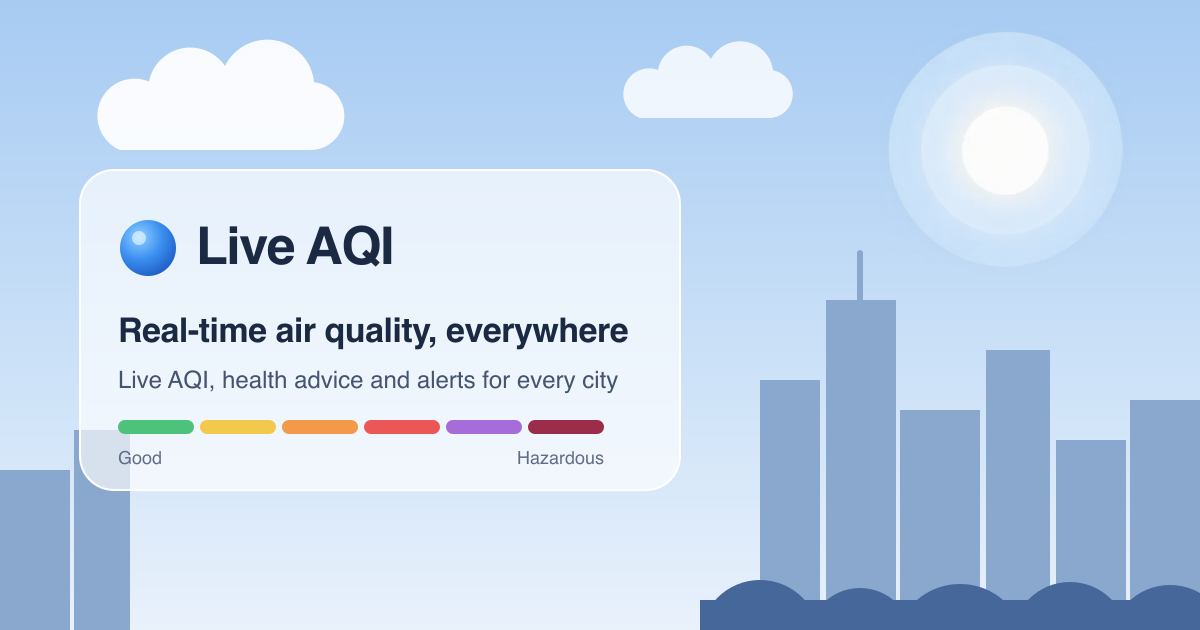 Live AQI
Real-time air quality, everywhere
Live AQI, health advice and alerts for every city
Good
Hazardous